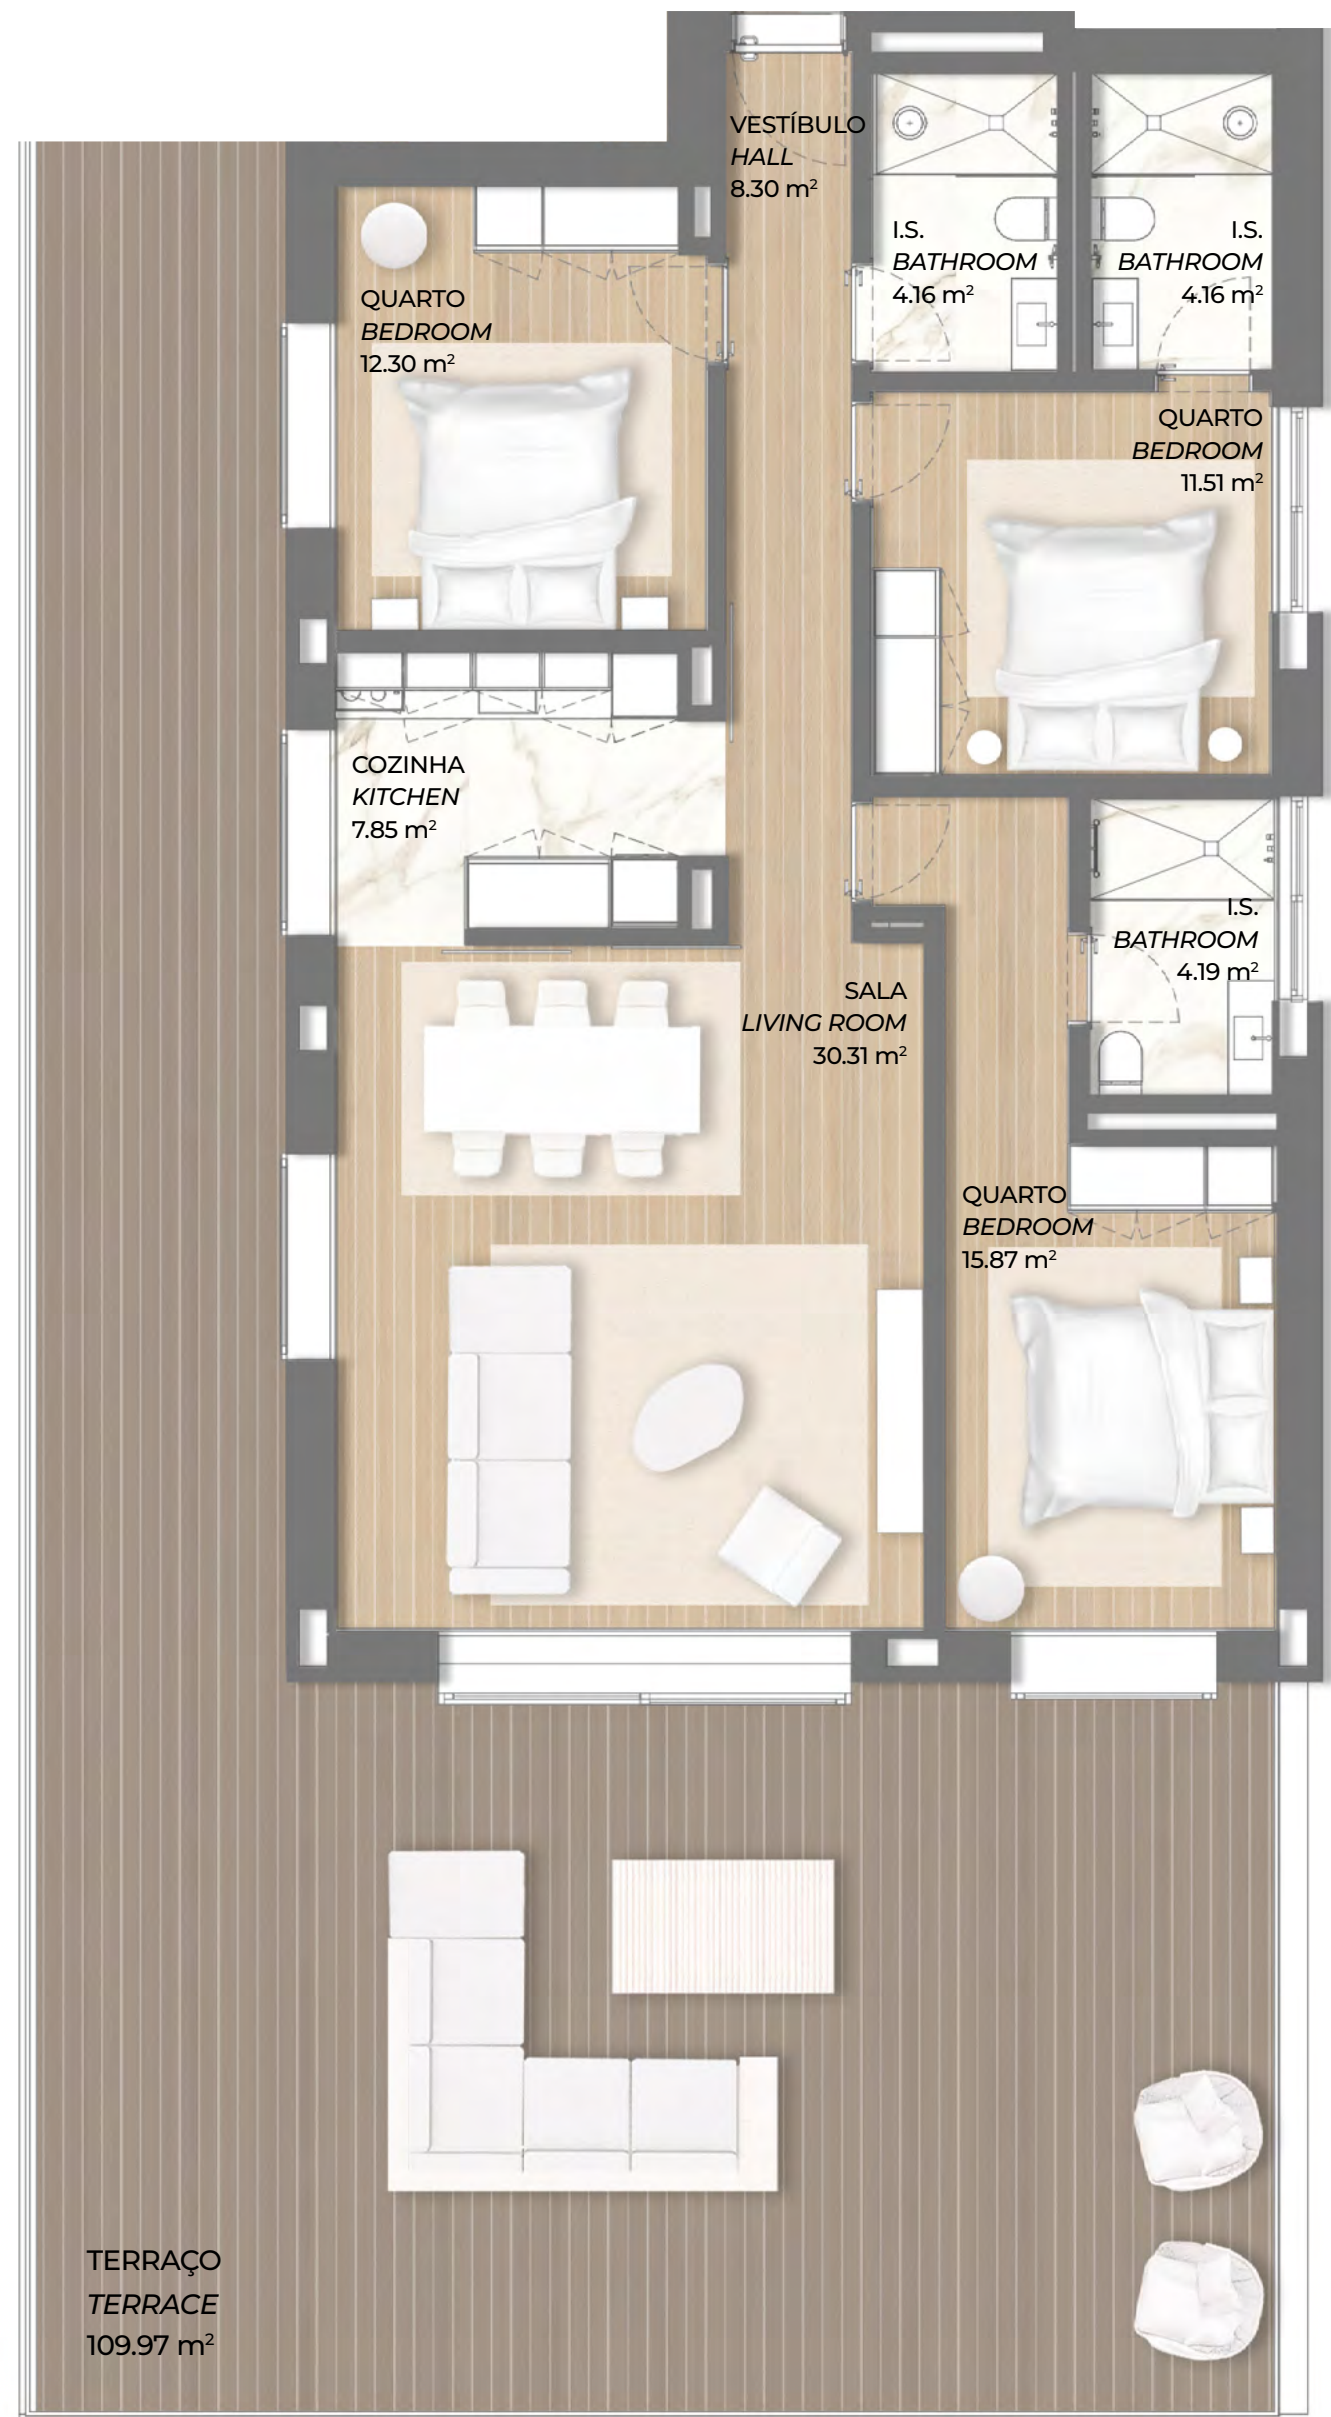 VESTÍBULO
HALL
8.30 m²
I.S.
BATHROOM
4.16 m²
I.S.
BATHROOM
4.16 m²
QUARTO
BEDROOM
12.30 m²
QUARTO
BEDROOM
11.51 m²
COZINHA
KITCHEN
7.85 m²
I.S.
BATHROOM
4.19 m²
SALA
LIVING ROOM
30.31 m²
QUARTO
BEDROOM
15.87 m²
TERRAÇO
TERRACE
109.97 m²